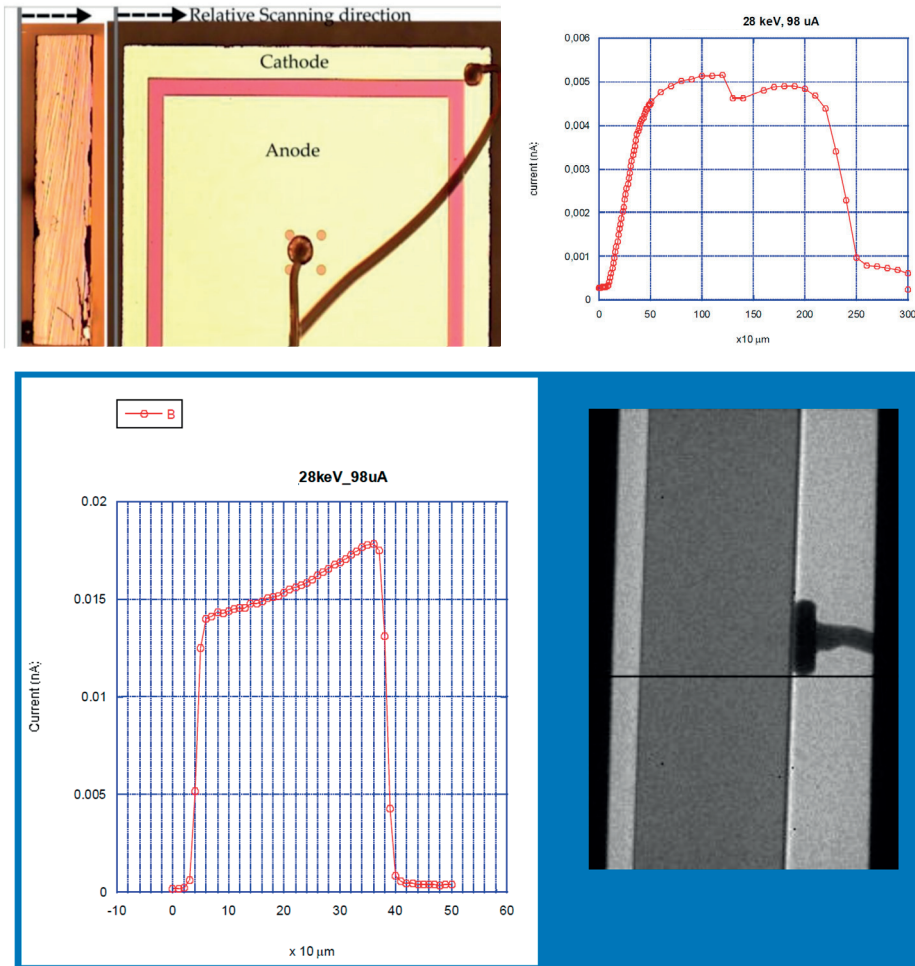 Relative Scanning direction
Cathode
Anode
28 keV, 98 uA
0,006
0,005
0,004
0,003
0,002
0,001
0
current (nA)
0 50 100 150 200 250 300
x10 µm
B
28keV_98uA
0.02
0.015
0.01
0.005
0
Current (nA)
-10 0 10 20 30 40 50 60
x 10 µm